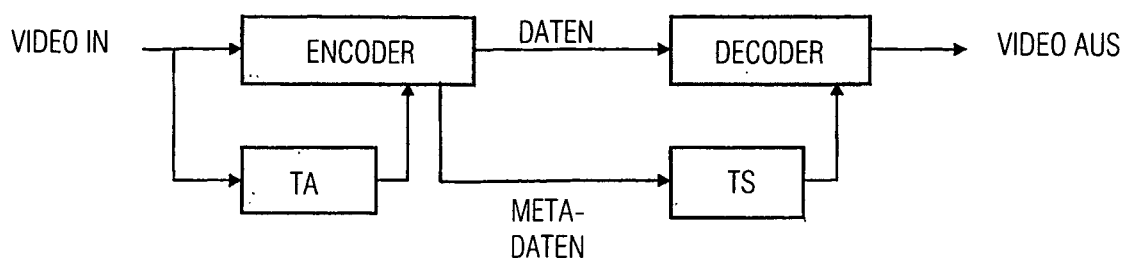 VIDEO IN
ENCODER
DATEN
DECODER
VIDEO AUS
TA
META-
DATEN
TS